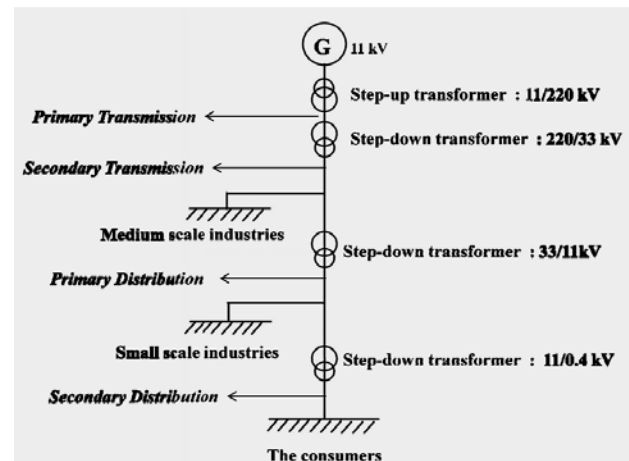 G 11 kV
Step-up transformer : 11/220 kV
Primary Transmission
Step-down transformer : 220/33 kV
Secondary Transmission
Medium scale industries
Step-down transformer : 33/11kV
Primary Distribution
Small scale industries
Step-down transformer : 11/0.4 kV
Secondary Distribution
The consumers